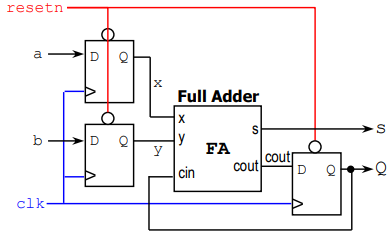 resetn
a
D Q
x
Full Adder
x
s
S
b
D Q
y
y
FA
cin
cout
cout
D Q
Q
clk